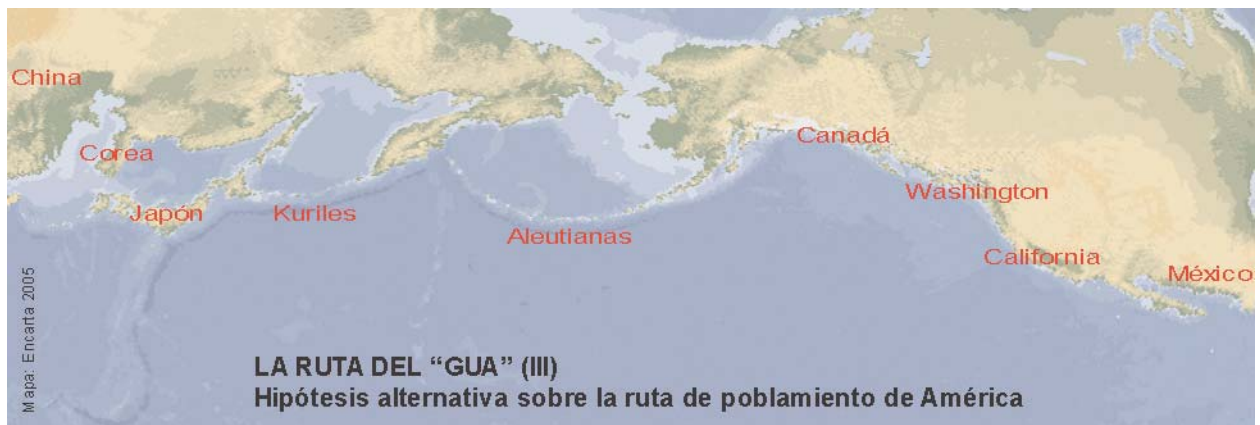 China
Corea
Japón
Kuriles
Aleutianas
Canadá
Washington
California
México
Mapa: Encarta 2005
LA RUTA DEL “GUA” (III)
Hipótesis alternativa sobre la ruta de poblamiento de América